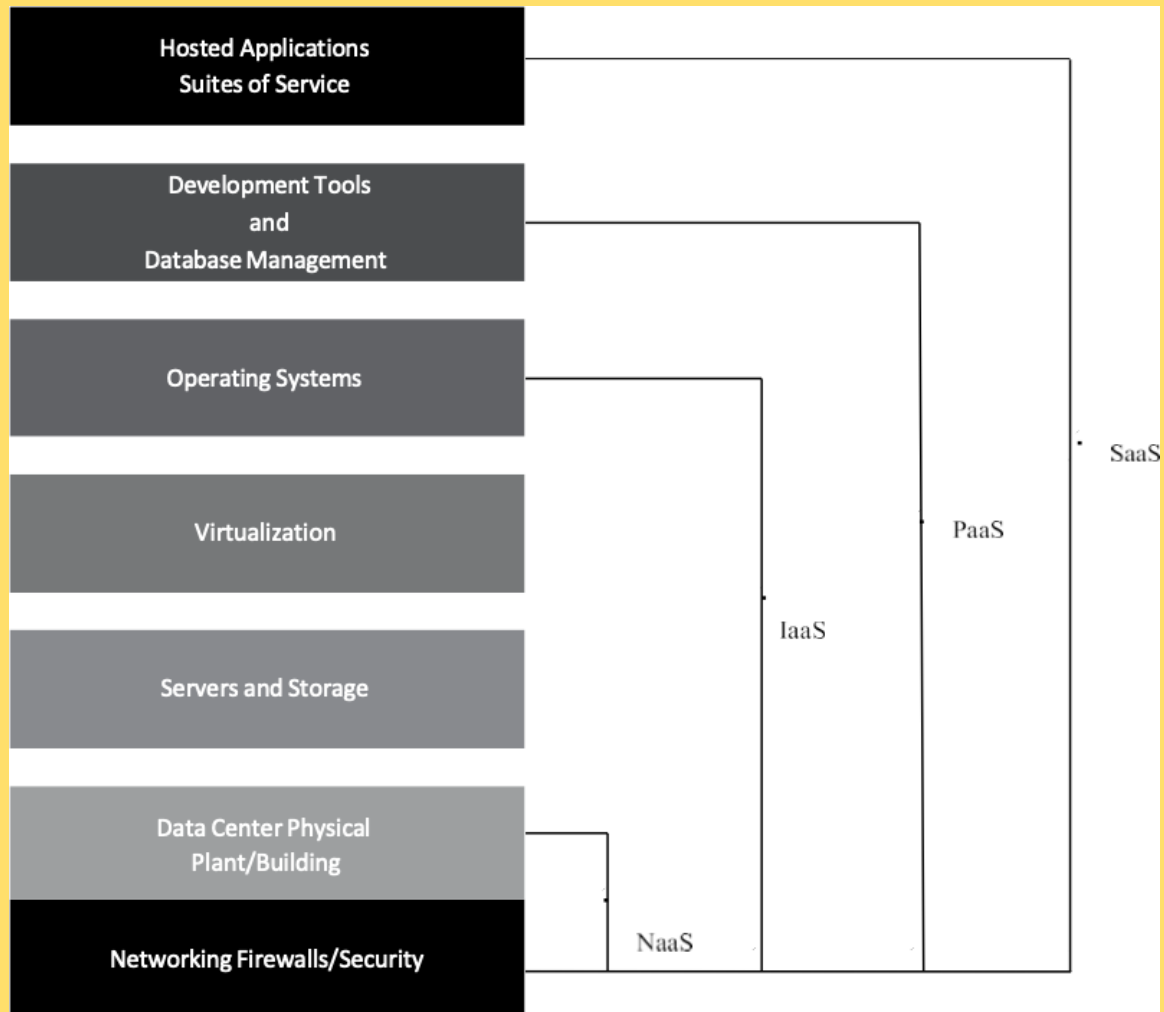 Hosted Applications
Suites of Service
Development Tools
and
Database Management
Operating Systems
Virtualization
Servers and Storage
Data Center Physical
Plant/Building
Networking Firewalls/Security
SaaS
PaaS
IaaS
NaaS